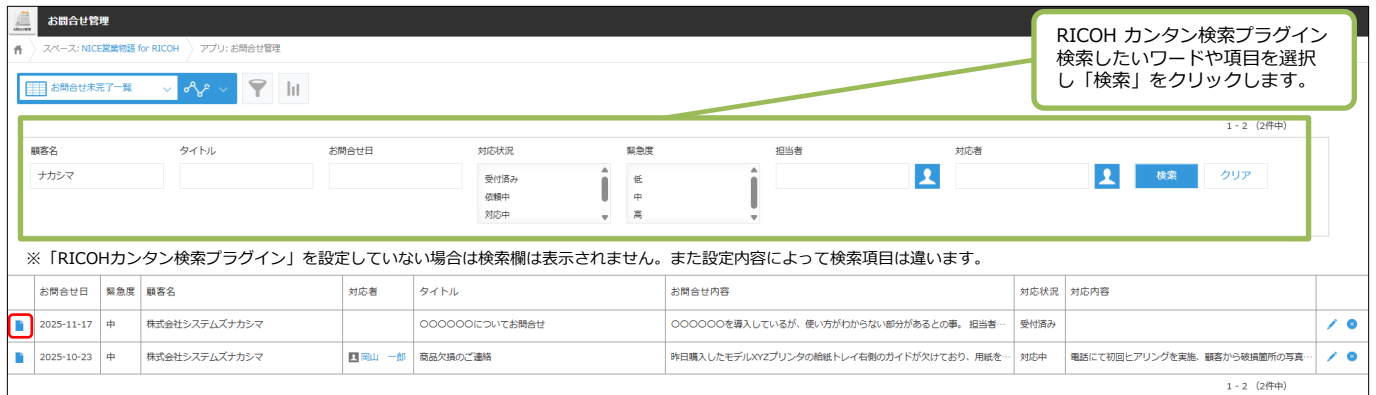 お問合せ管理
スペース: NICE営業物語 for RICOH アプリ: お問合せ管理
RICOH カンタン検索プラグイン
検索したいワードや項目を選択
し「検索」をクリックします。
お問合せ未完了一覧
1 - 2 （2件中）
顧客名 タイトル お問合せ日 対応状況 緊急度 担当者 対応者
ナカシマ 受付済み 低 検索 クリア
依頼中 中
対応中 高
※「RICOHカンタン検索プラグイン」を設定していない場合は検索欄は表示されません。また設定内容によって検索項目は違います。
お問合せ日 緊急度 顧客名 対応者 タイトル お問合せ内容 対応状況 対応内容
2025-11-17 中 株式会社システムズナカシマ 〇〇〇〇〇〇についてお問合せ 〇〇〇〇〇〇を導入しているが、使い方がわからない部分があるとの事。 担当者… 受付済み
2025-10-23 中 株式会社システムズナカシマ 岡山 一郎 商品欠損のご連絡 昨日購入したモデルXYZプリンタの給紙トレイ右側のガイドが欠けており、用紙を… 対応中 電話にて初回ヒアリングを実施、顧客から破損箇所の写真…
1 - 2 （2件中）